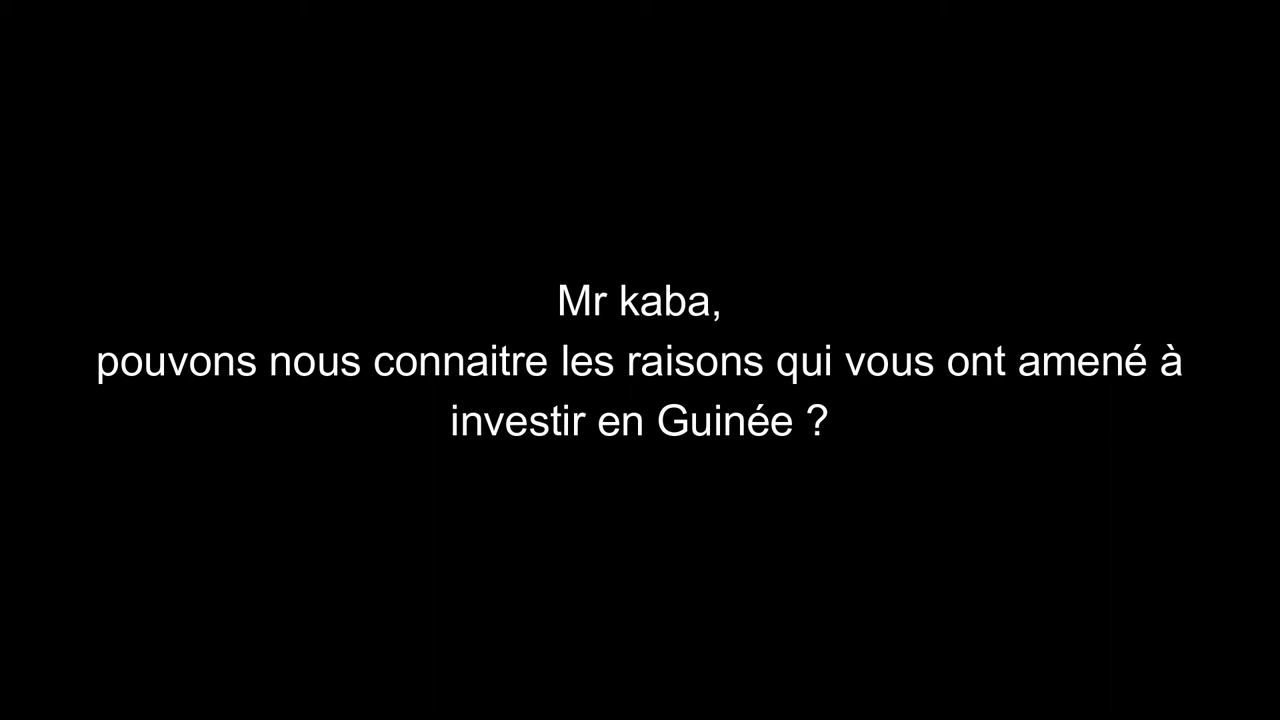 Mr kaba,
pouvons nous connaitre les raisons qui vous ont amené à
investir en Guinée ?